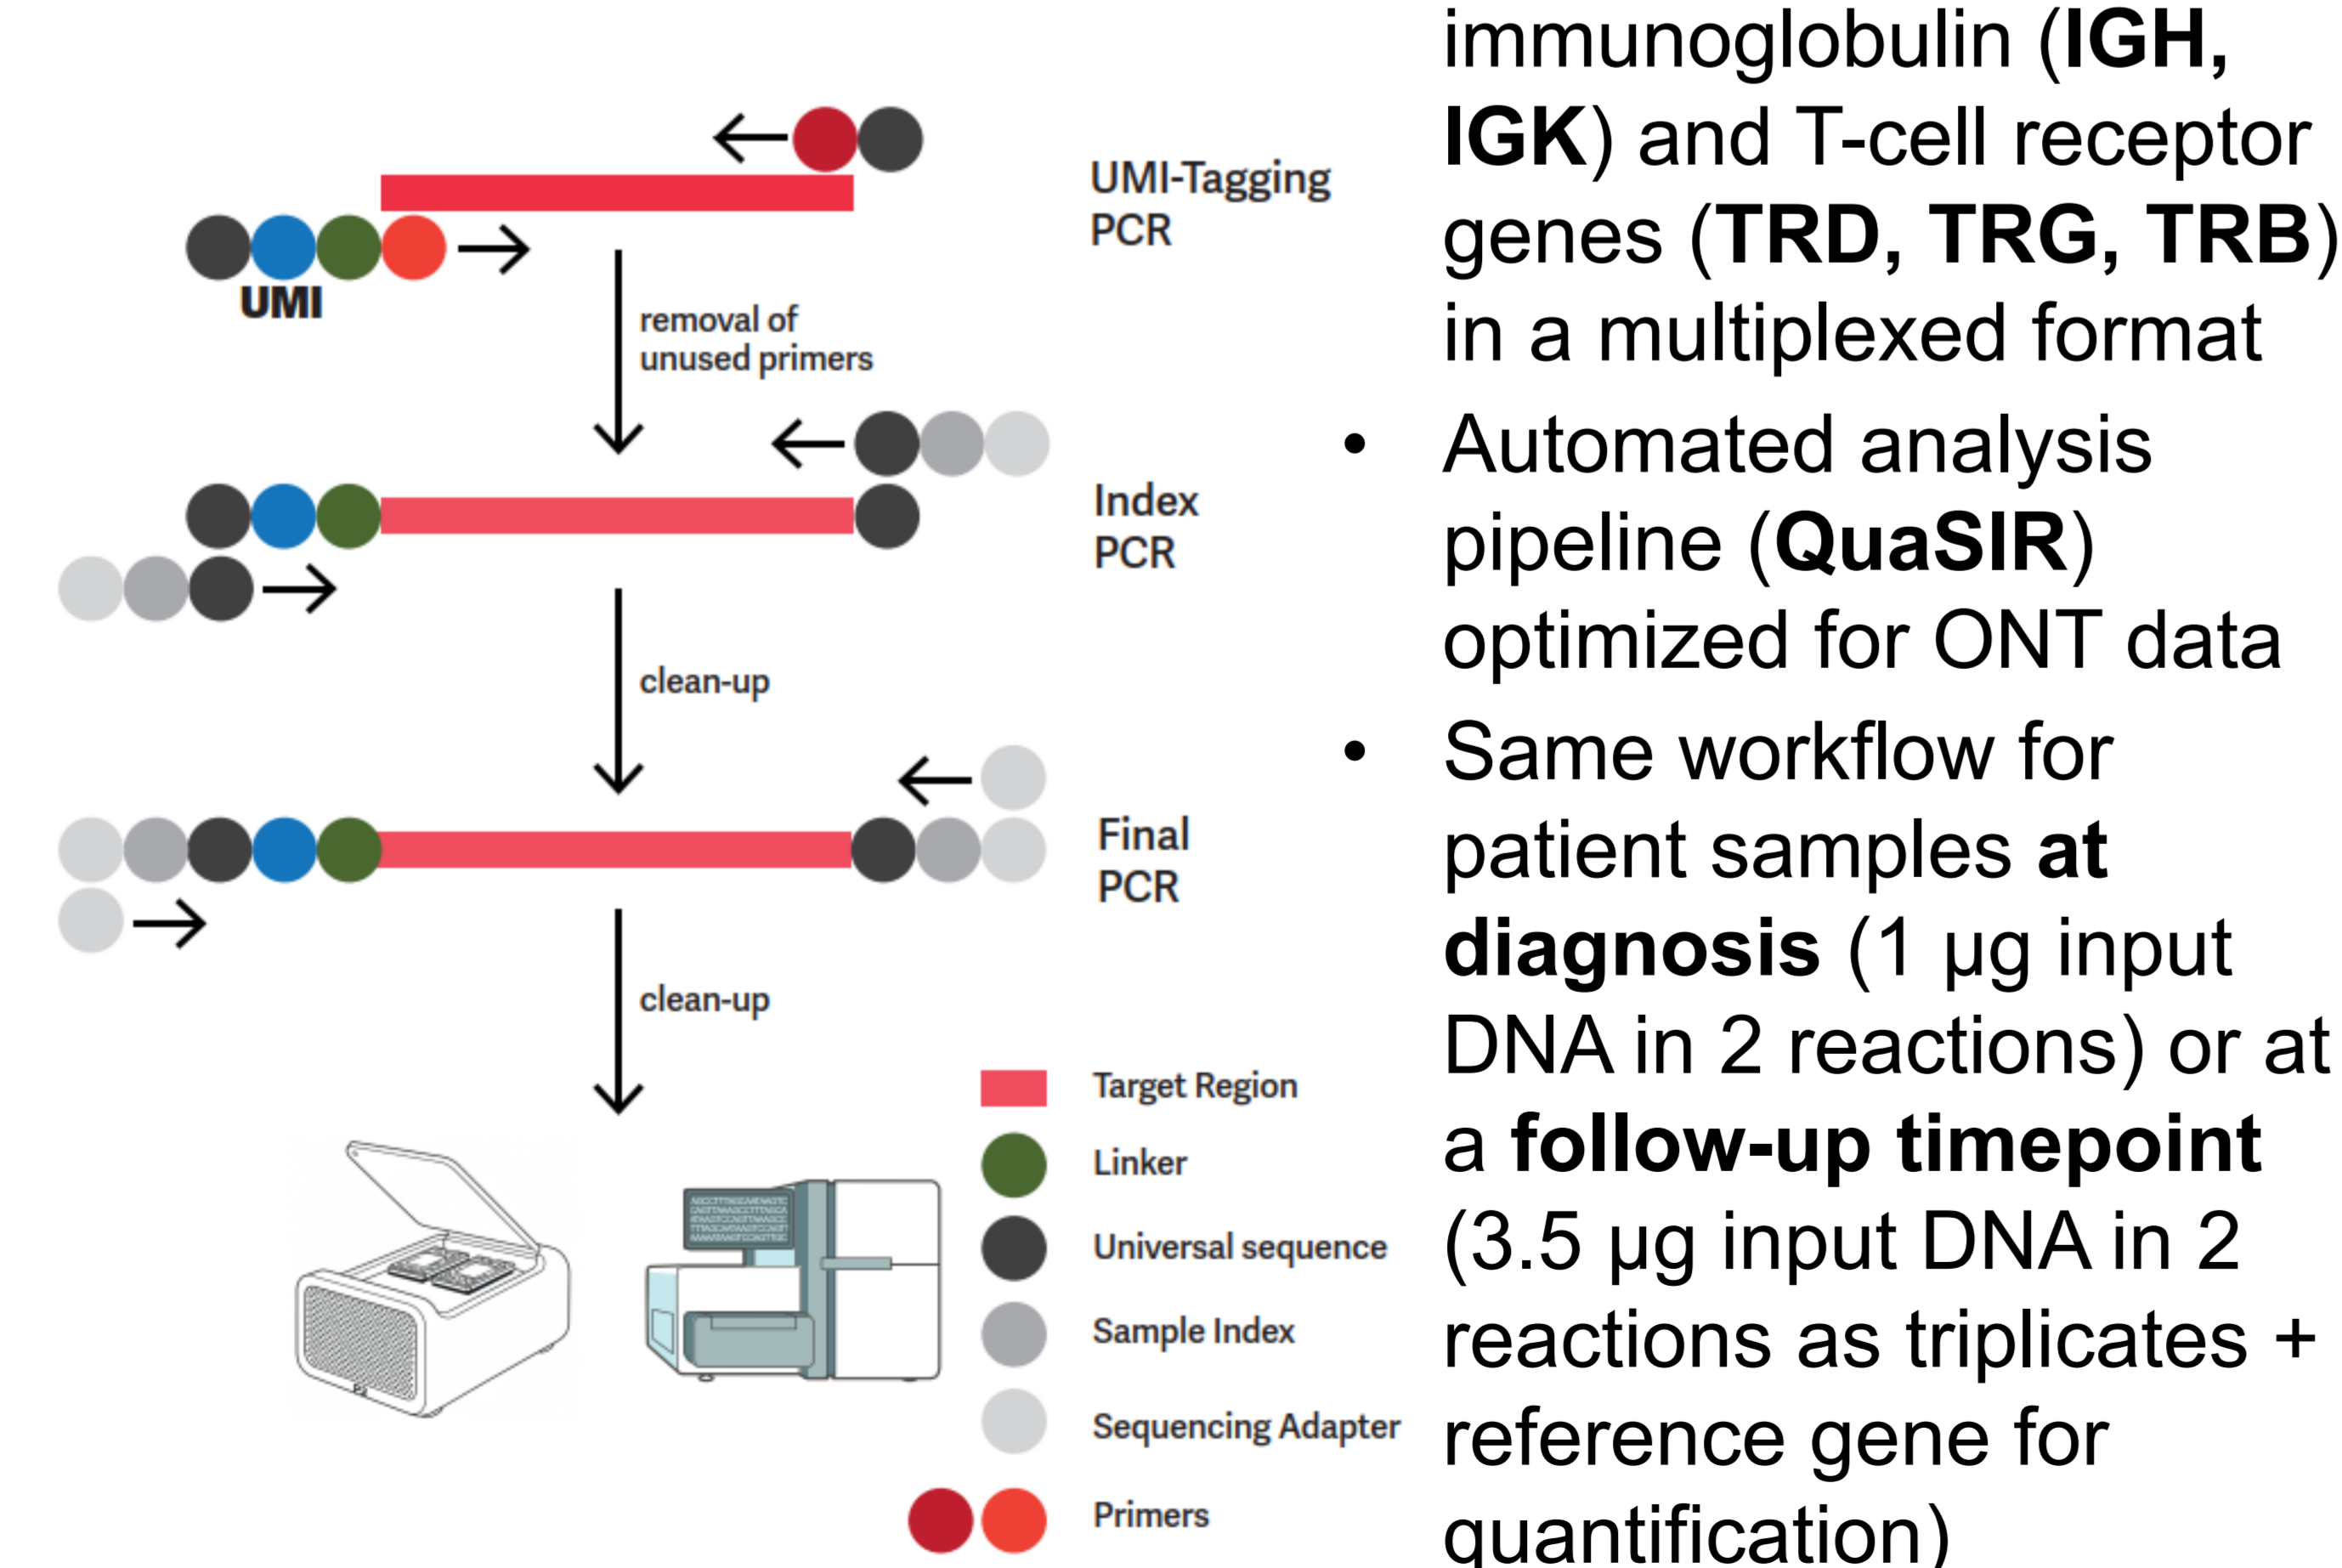 UMI-Tagging
PCR
UMI
removal of
unused primers
Index
PCR
clean-up
Final
PCR
clean-up
Target Region
Linker
Universal sequence
Sample Index
Sequencing Adapter
Primers
immunoglobulin (IGH,
IGK) and T-cell receptor
genes (TRD, TRG, TRB)
in a multiplexed format
• Automated analysis
pipeline (QuaSIR)
optimized for ONT data
• Same workflow for
patient samples at
diagnosis (1 µg input
DNA in 2 reactions) or at
a follow-up timepoint
(3.5 µg input DNA in 2
reactions as triplicates +
reference gene for
quantification)